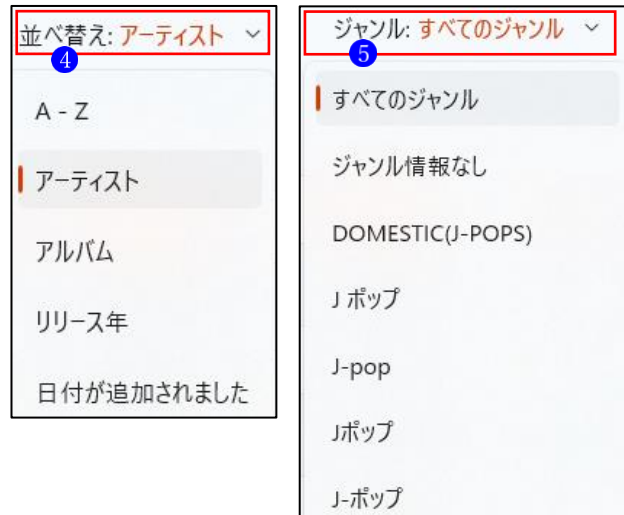 並べ替え: アーティスト
4
A - Z
アーティスト
アルバム
リリース年
日付が追加されました
ジャンル: すべてのジャンル
5
すべてのジャンル
ジャンル情報なし
DOMESTIC(J-POPS)
J ポップ
J-pop
Jポップ
J-ポップ